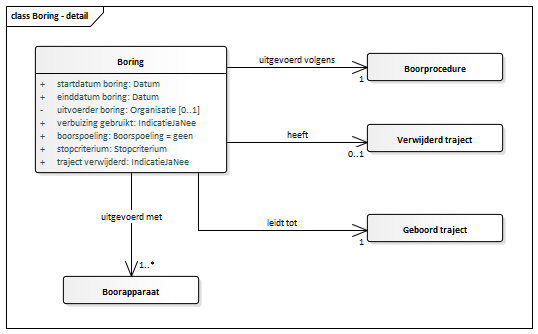 class Boring - detail
Boring
+ startdatum boring: Datum
+ einddatum boring: Datum
- uitvoerder boring: Organisatie [0..1]
+ verbuizing gebruikt: IndicatieJaNee
+ boorspoeling: Boorspoeling = geen
+ stopcriterium: Stopcriterium
+ traject verwijderd: IndicatieJaNee
uitgevoerd volgens
1
Boorprocedure
heeft
0..1
Verwijderd traject
leidt tot
1
Geboord traject
uitgevoerd met
1..*
Boorapparaat